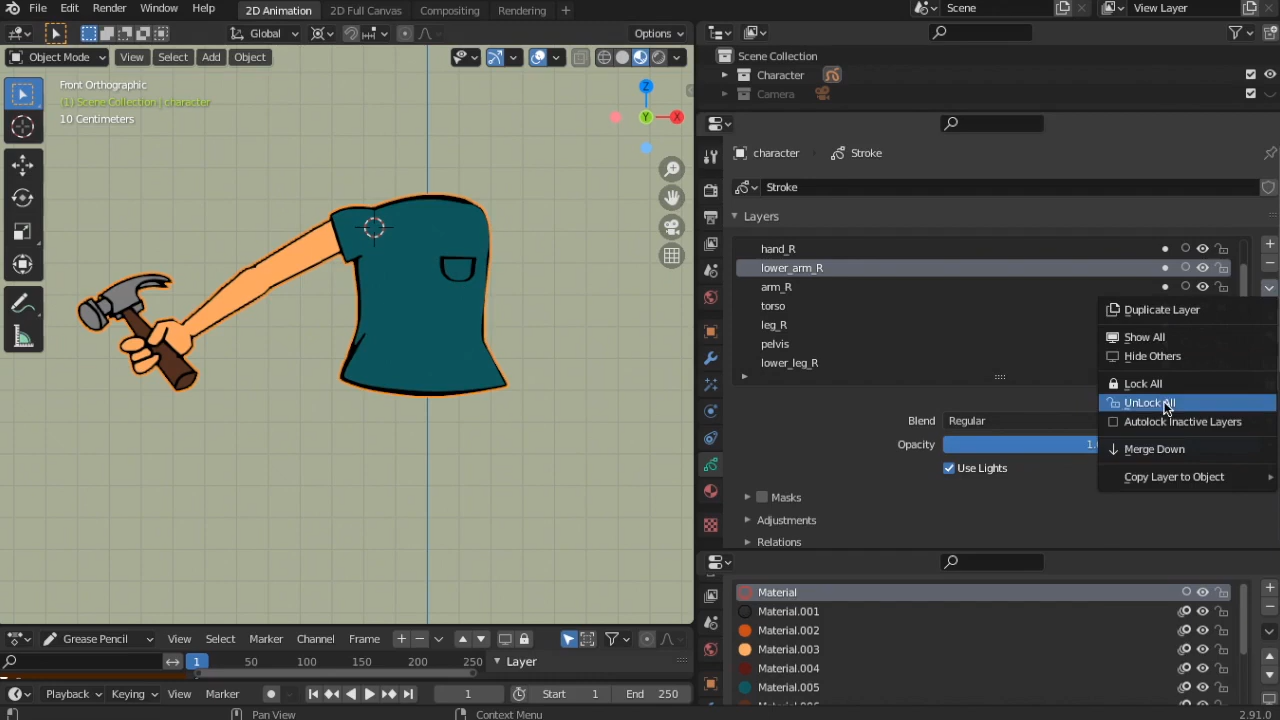 File Edit Render Window Help 2D Animation 2D Full Canvas Compositing Rendering + Scene View Layer
Global Options
Object Mode View Select Add Object
Scene Collection
Character
Camera
Front Orthographic
(1) Scene Collection | character
10 Centimeters
Z
Y
X
character Stroke
Stroke
Layers
hand_R
lower_arm_R
arm_R
torso
leg_R
pelvis
lower_leg_R
Duplicate Layer
Show All
Hide Others
Lock All
UnLock All
Autolock Inactive Layers
Merge Down
Copy Layer to Object
Blend Regular
Opacity 1.
Use Lights
Masks
Adjustments
Relations
Material
Material.001
Material.002
Material.003
Material.004
Material.005
Grease Pencil View Select Marker Channel Frame
1 50 100 150 200 250 Layer
Playback Keying View Marker 1 Start 1 End 250
Pan View Context Menu 2.91.0